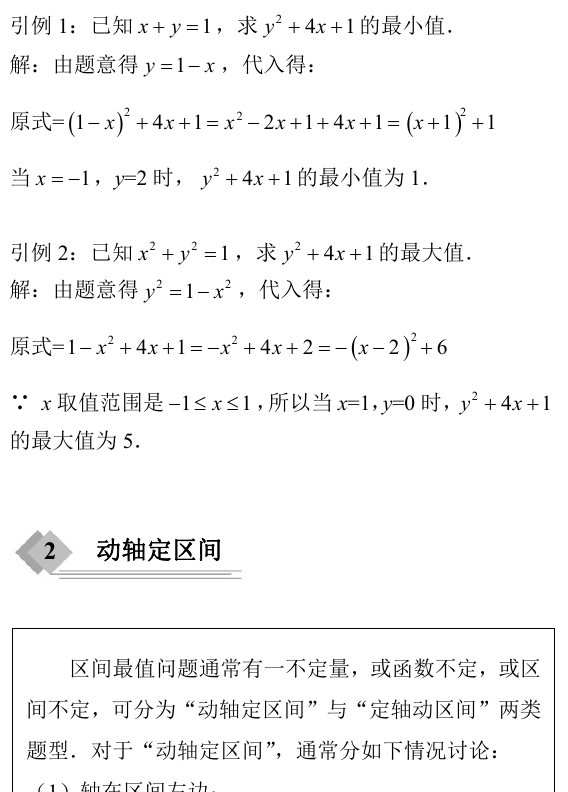 引例 1：已知 x + y = 1，求 y² + 4x + 1 的最小值．
解：由题意得 y = 1 − x，代入得：
原式= (1 − x)² + 4x + 1 = x² − 2x + 1 + 4x + 1 = (x + 1)² + 1
当 x = −1，y=2 时， y² + 4x + 1 的最小值为 1．
引例 2：已知 x² + y² = 1，求 y² + 4x + 1 的最大值．
解：由题意得 y² = 1 − x²，代入得：
原式= 1 − x² + 4x + 1 = −x² + 4x + 2 = −(x − 2)² + 6
∵ x 取值范围是 −1 ≤ x ≤ 1，所以当 x=1，y=0 时，y² + 4x + 1
的最大值为 5．
2 动轴定区间
区间最值问题通常有一不定量，或函数不定，或区
间不定，可分为“动轴定区间”与“定轴动区间”两类
题型．对于“动轴定区间”，通常分如下情况讨论：
（1）轴在区间左边：